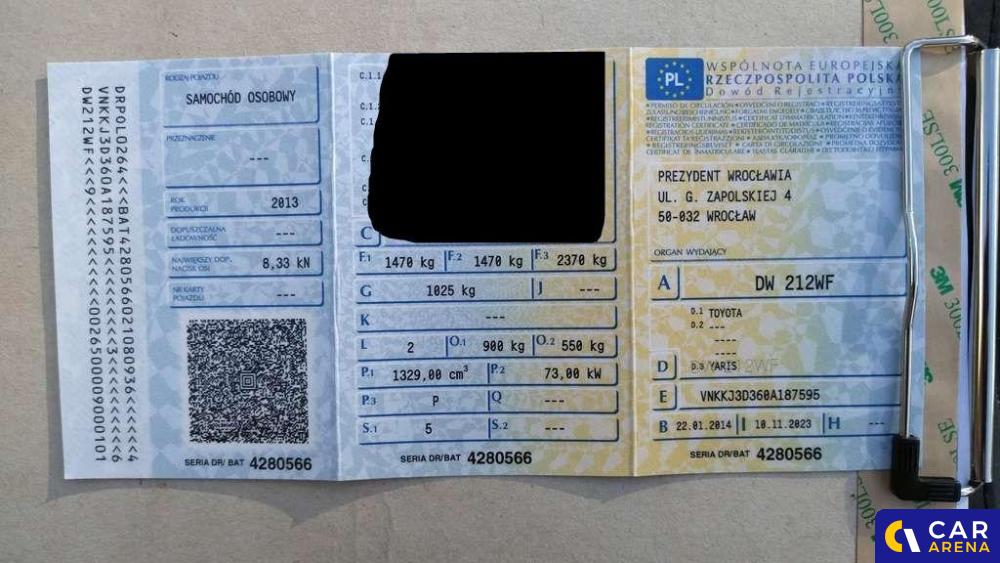 DRPOLD264<<<BAT42805660210809366<<<<<<4
VNKKJ3D360A187595<<<<<<<<3<<<<<<<<<<<6
DW212WF<<<9<<<<<<<<<<0026500009000101
RODZAJ POJAZDU
SAMOCHÓD OSOBOWY
PRZEZNACZENIE
---
ROK PRODUKCJI
2013
DOPUSZCZALNA ŁADOWNOŚĆ
---
NAJWIĘKSZY DOP. NACISK OSI
8,33 kN
NR KARTY POJAZDU
---
SERIA DR/BAT 4280566
C.1.1
C
F.1 1470 kg F.2 1470 kg F.3 2370 kg
G 1025 kg J ---
K ---
L 2 O.1 900 kg O.2 550 kg
P.1 1329,00 cm³ P.2 73,00 kW
P.3 P Q ---
S.1 5 S.2 ---
SERIA DR/BAT 4280566
PL
WSPÓLNOTA EUROPEJSKA
RZECZPOSPOLITA POLSKA
Dowód Rejestracyjn
PREZYDENT WROCŁAWIA
UL. G. ZAPOLSKIEJ 4
50-032 WROCŁAW
ORGAN WYDAJĄCY
A DW 212WF
D.1 TOYOTA
D.2 ---
----
----
D D.3 YARIS
E VNKKJ3D360A187595
B 22.01.2014 I 10.11.2023 H ---
SERIA DR/BAT 4280566
300LSE
3M 300LSE
3M
CAR
ARENA